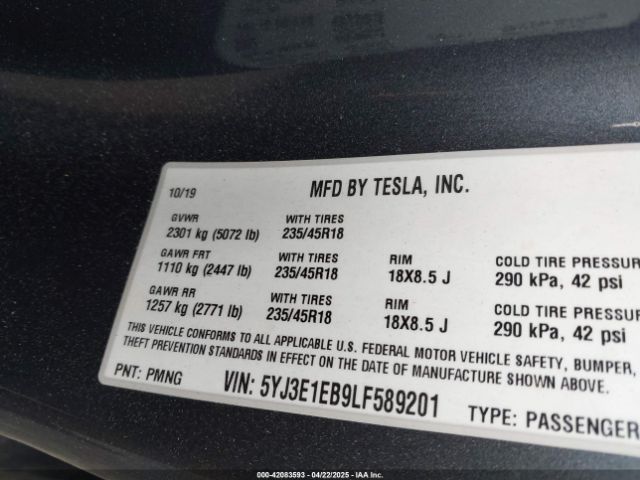 10/19 MFD BY TESLA, INC.
GVWR WITH TIRES
2301 kg (5072 lb) 235/45R18
GAWR FRT WITH TIRES RIM COLD TIRE PRESSUR
1110 kg (2447 lb) 235/45R18 18X8.5 J 290 kPa, 42 psi
GAWR RR WITH TIRES RIM COLD TIRE PRESSUR
1257 kg (2771 lb) 235/45R18 18X8.5 J 290 kPa, 42 psi
THIS VEHICLE CONFORMS TO ALL APPLICABLE U.S. FEDERAL MOTOR VEHICLE SAFETY, BUMPER,
THEFT PREVENTION STANDARDS IN EFFECT ON THE DATE OF MANUFACTURE SHOWN ABOVE.
PNT: PMNG VIN: 5YJ3E1EB9LF589201 TYPE: PASSENGER
000-42083593 - 04/22/2025 - IAA Inc.